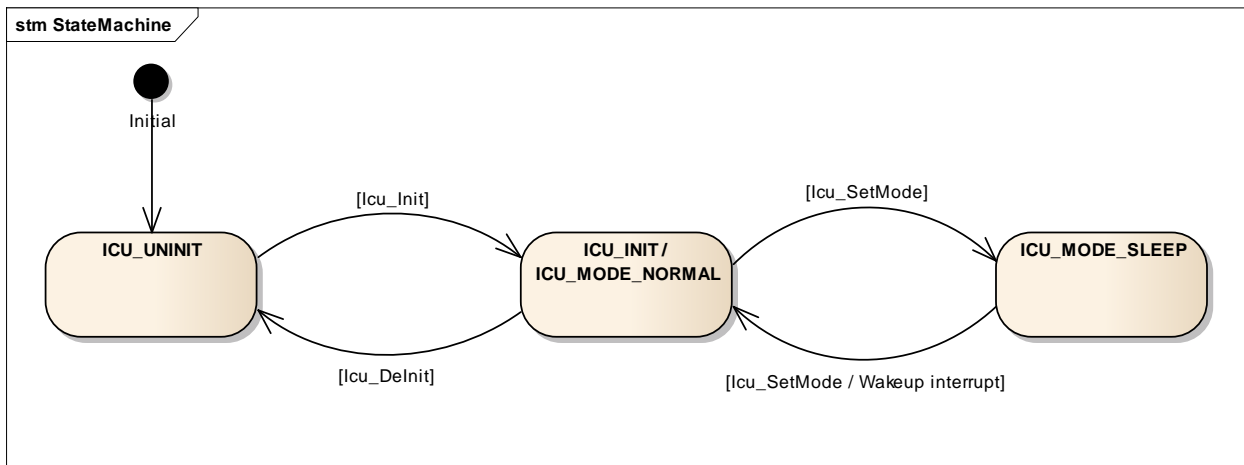 stm StateMachine
Initial
[Icu_Init]
[Icu_SetMode]
ICU_UNINIT
ICU_INIT /
ICU_MODE_NORMAL
ICU_MODE_SLEEP
[Icu_DeInit]
[Icu_SetMode / Wakeup interrupt]